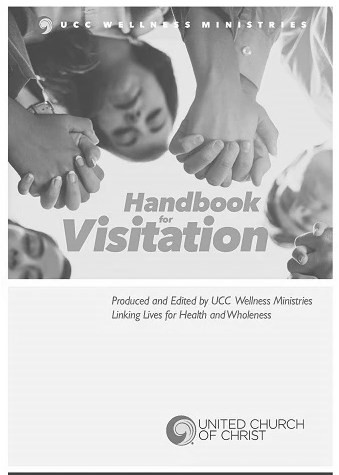 UCC WELLNESS MINISTRIES
Handbook
for
Visitation
Produced and Edited by UCC Wellness Ministries
Linking Lives for Health and Wholeness
UNITED CHURCH
OF CHRIST